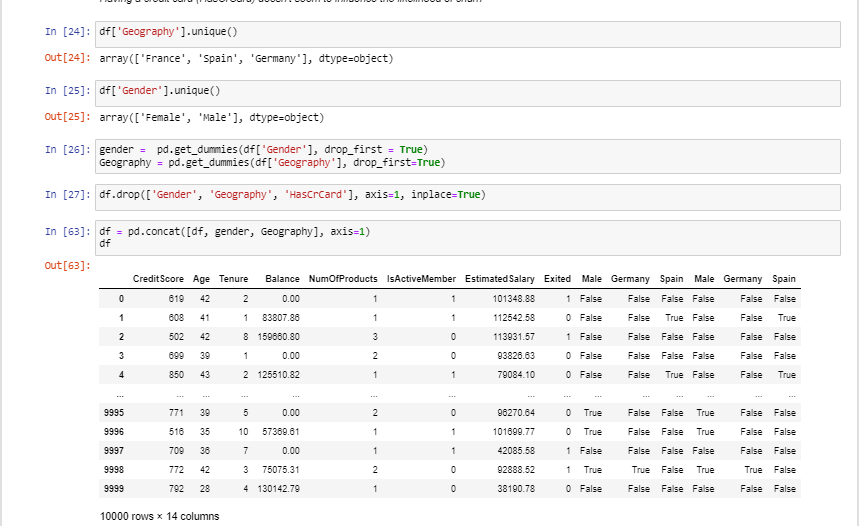 Having a credit card (HasCrCard) doesn't seem to influence the likelihood of churn
In [24]: df['Geography'].unique()
Out[24]: array(['France', 'Spain', 'Germany'], dtype=object)
In [25]: df['Gender'].unique()
Out[25]: array(['Female', 'Male'], dtype=object)
In [26]: gender = pd.get_dummies(df['Gender'], drop_first = True)
Geography = pd.get_dummies(df['Geography'], drop_first=True)
In [27]: df.drop(['Gender', 'Geography', 'HasCrCard'], axis=1, inplace=True)
In [63]: df = pd.concat([df, gender, Geography], axis=1)
df
Out[63]:
CreditScore Age Tenure Balance NumOfProducts IsActiveMember EstimatedSalary Exited Male Germany Spain Male Germany Spain
0 619 42 2 0.00 1 1 101348.88 1 False False False False False False
1 608 41 1 83807.86 1 1 112542.58 0 False False True False False True
2 502 42 8 159660.80 3 0 113931.57 1 False False False False False False
3 699 39 1 0.00 2 0 93826.63 0 False False False False False False
4 850 43 2 125510.82 1 1 79084.10 0 False False True False False True
... ... ... ... ... ... ... ... ... ... ... ... ... ... ...
9995 771 39 5 0.00 2 0 96270.64 0 True False False True False False
9996 516 35 10 57369.61 1 1 101699.77 0 True False False True False False
9997 709 36 7 0.00 1 1 42085.58 1 False False False False False False
9998 772 42 3 75075.31 2 0 92888.52 1 True True False True True False
9999 792 28 4 130142.79 1 0 38190.78 0 False False False False False False
10000 rows × 14 columns